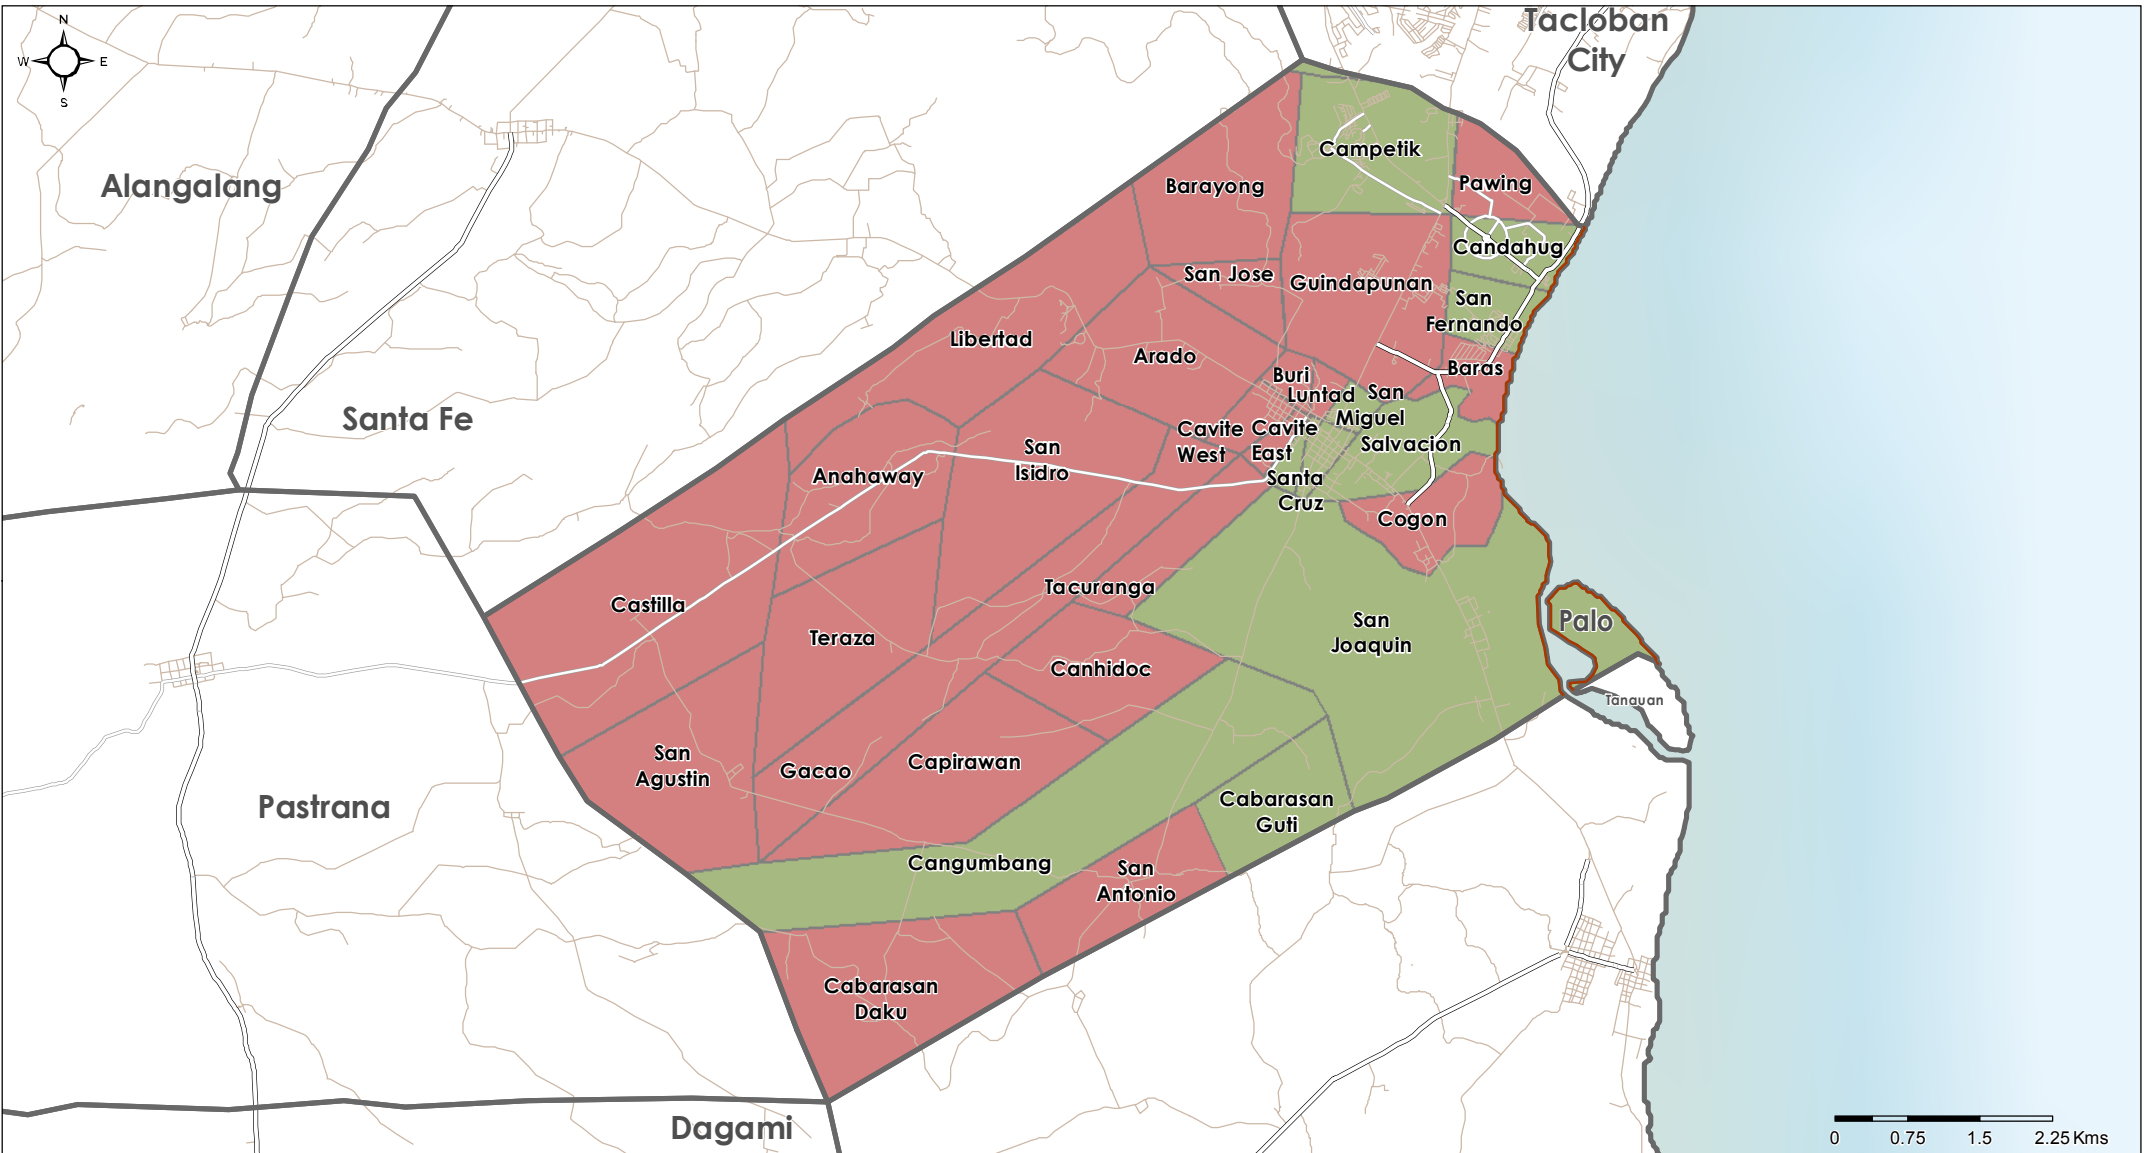 Tacloban
City
N
W
E
S
Campetik
Alangalang
Barayong
Pawing
Candahug
San Jose
Guindapunan
San
Fernando
Libertad
Arado
Baras
Buri
Luntad
San
Miguel
Santa Fe
Cavite
West
Cavite
East
Salvacion
San
Isidro
Anahaway
Santa
Cruz
Cogon
Tacuranga
Castilla
Palo
San
Joaquin
Teraza
Canhidoc
Tanauan
San
Agustin
Gacao
Capirawan
Pastrana
Cabarasan
Guti
Cangumbang
San
Antonio
Cabarasan
Daku
Dagami
0 0.75 1.5 2.25 Kms